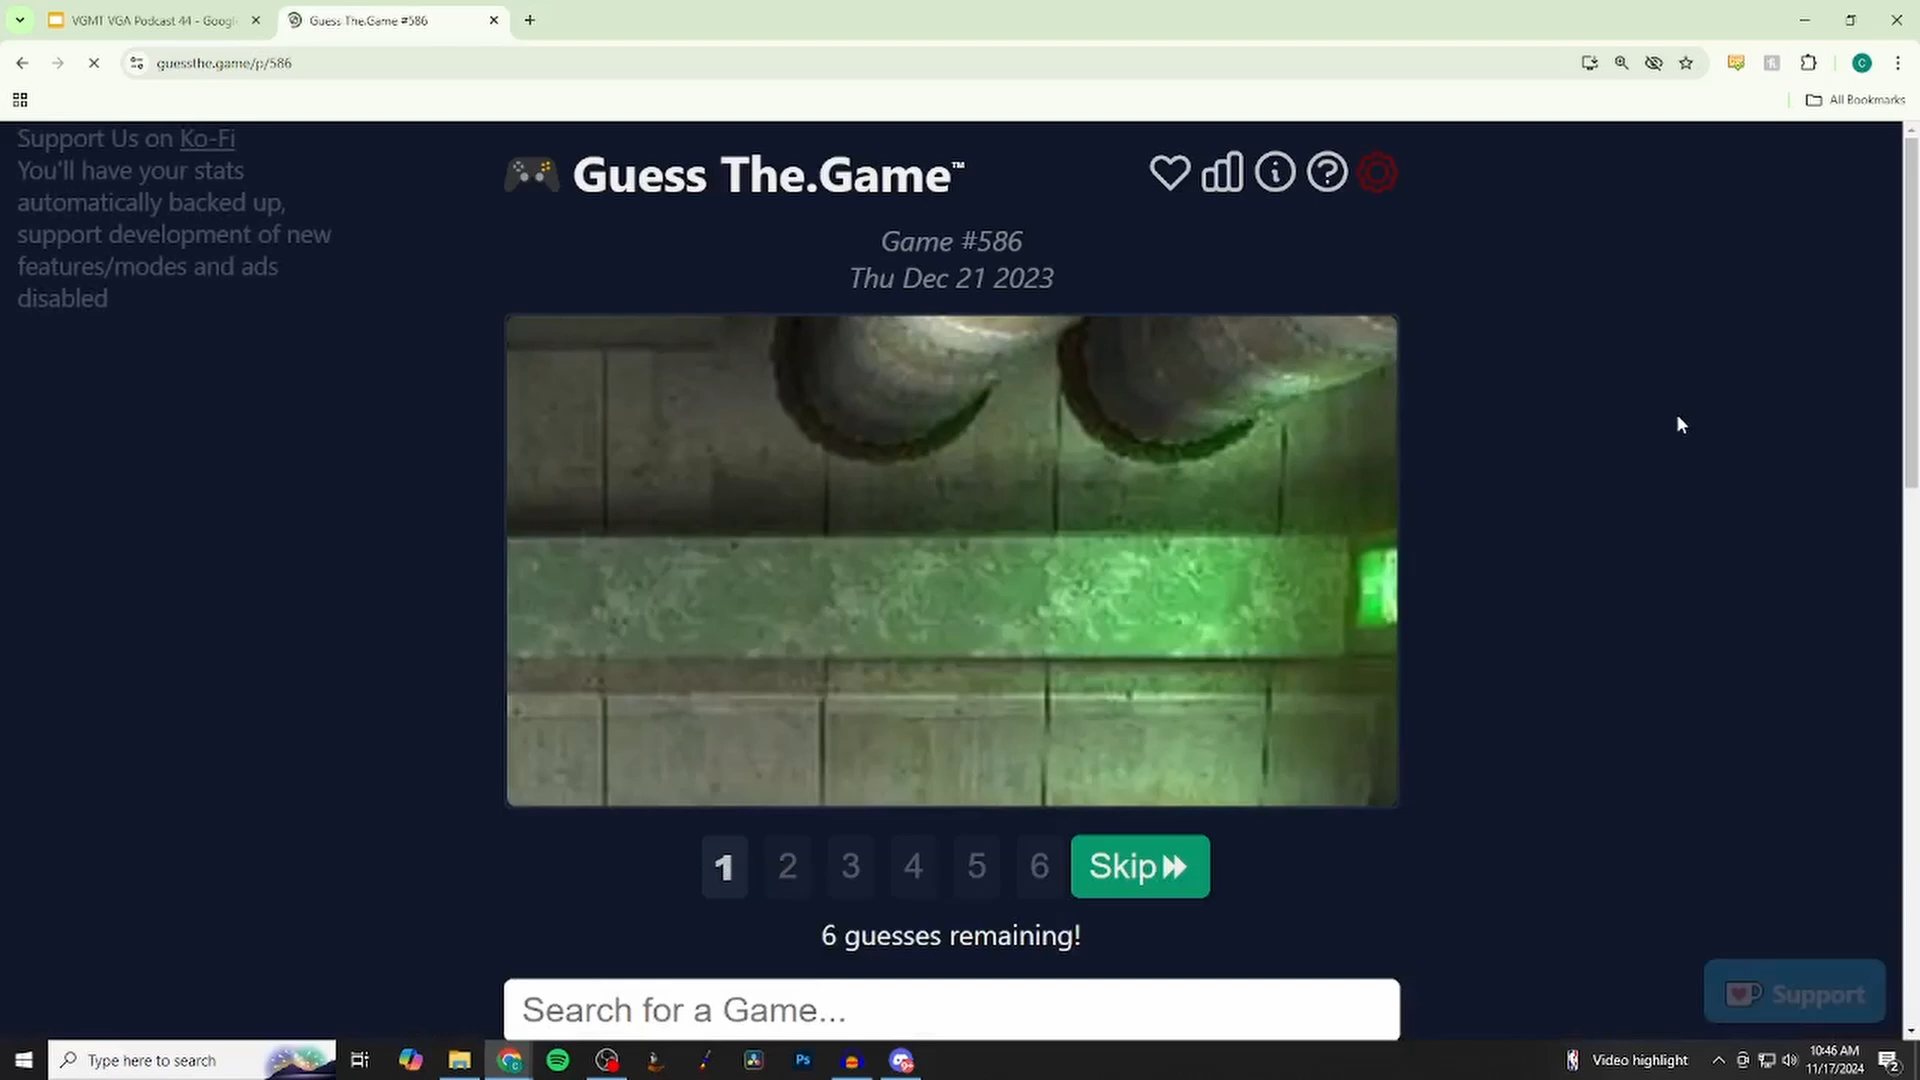 VGMT VGA Podcast 44 - Googl
Guess The.Game #586
guessthe.game/p/586
All Bookmarks
Support Us on Ko-Fi
You'll have your stats
automatically backed up,
support development of new
features/modes and ads
disabled
Guess The.Game™
Game #586
Thu Dec 21 2023
1 2 3 4 5 6 Skip
6 guesses remaining!
Search for a Game...
Support
Type here to search
Ps
Video highlight
10:46 AM
11/17/2024
2